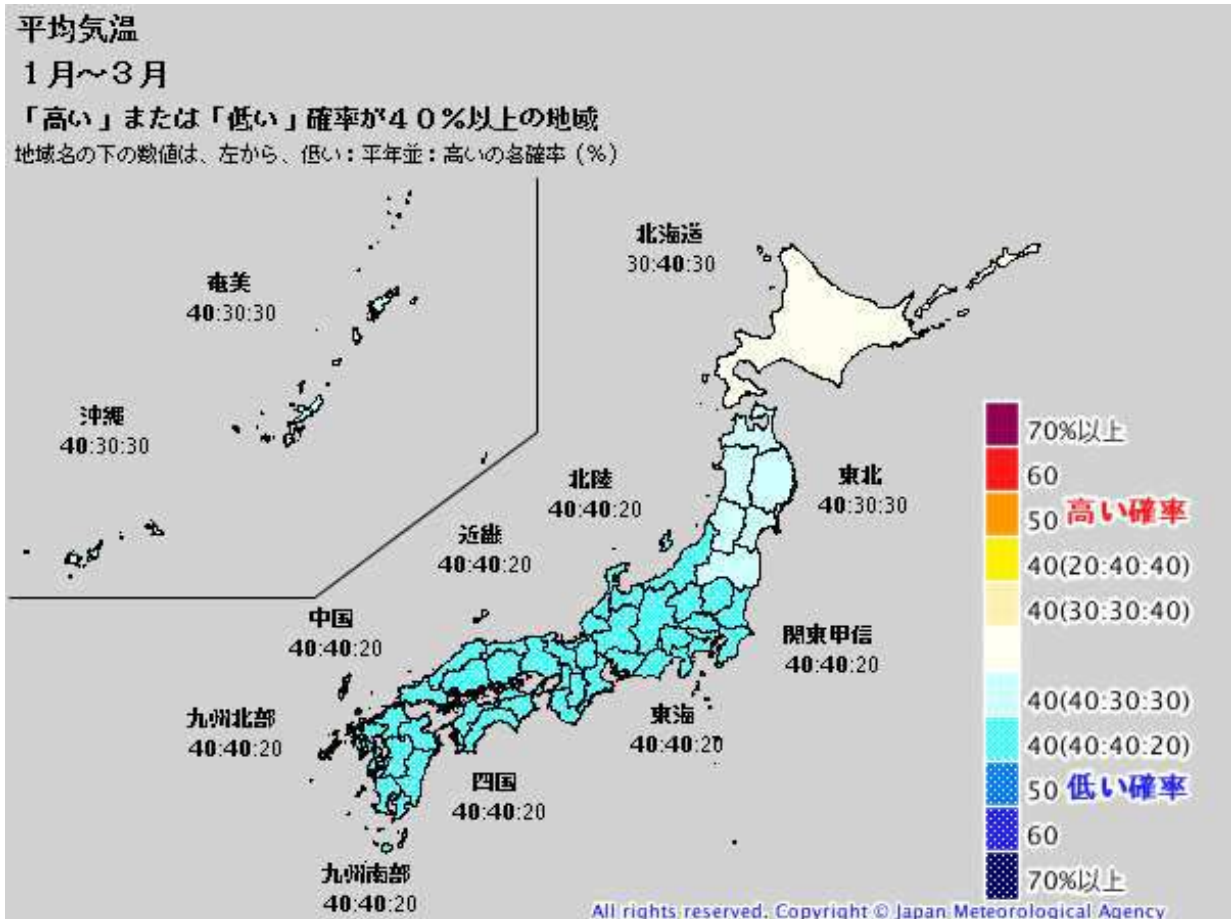 平均気温
1月～3月
「高い」または「低い」確率が40%以上の地域
地域名の下の数値は、左から、低い：平年並：高いの各確率（%）
北海道
30:40:30
奄美
40:30:30
沖縄
40:30:30
北陸
40:40:20
東北
40:30:30
近畿
40:40:20
中国
40:40:20
関東甲信
40:40:20
九州北部
40:40:20
東海
40:40:20
四国
40:40:20
九州南部
40:40:20
70%以上
60
50 高い確率
40(20:40:40)
40(30:30:40)
40(40:30:30)
40(40:40:20)
50 低い確率
60
70%以上
All rights reserved. Copyright © Japan Meteorological Agency